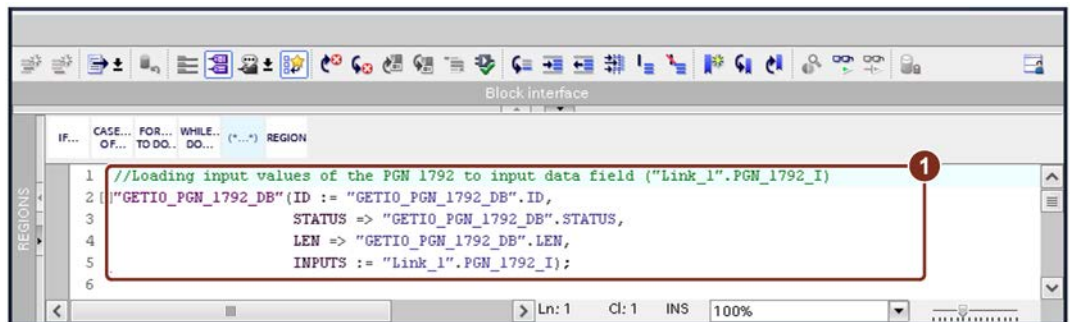 Block interface
IF... CASE... OF... FOR... TO DO.. WHILE.. DO... (*...*) REGION
REGIONS
1 //Loading input values of the PGN 1792 to input data field ("Link_1".PGN_1792_I)
1
2 "GETIO_PGN_1792_DB"(ID := "GETIO_PGN_1792_DB".ID,
3 STATUS => "GETIO_PGN_1792_DB".STATUS,
4 LEN => "GETIO_PGN_1792_DB".LEN,
5 INPUTS := "Link_1".PGN_1792_I);
6
Ln: 1 Cl: 1 INS 100%